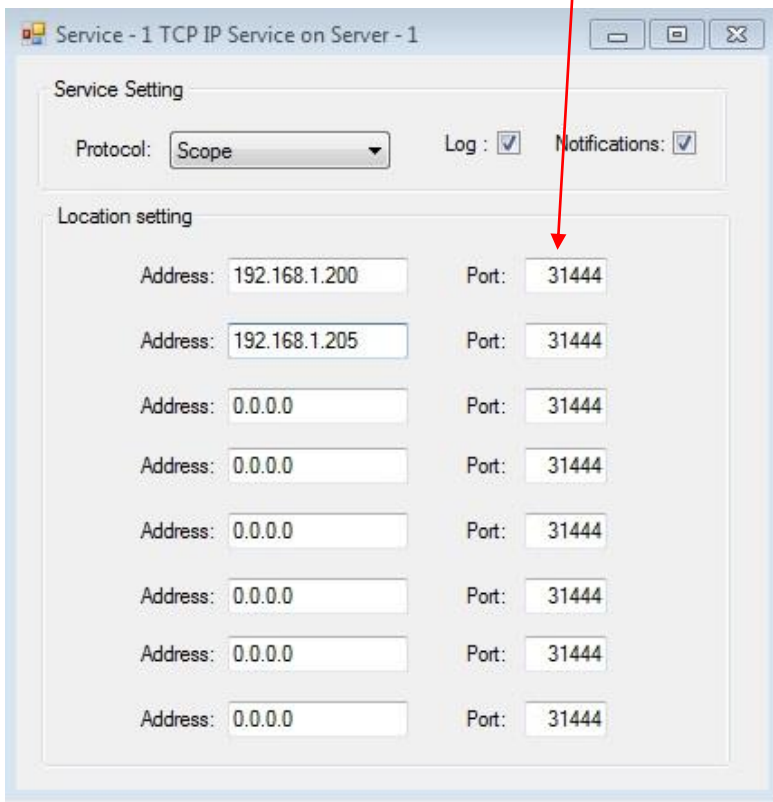 Service - 1 TCP IP Service on Server - 1
Service Setting
Protocol: Scope Log : Notifications:
Location setting
Address: 192.168.1.200 Port: 31444
Address: 192.168.1.205 Port: 31444
Address: 0.0.0.0 Port: 31444
Address: 0.0.0.0 Port: 31444
Address: 0.0.0.0 Port: 31444
Address: 0.0.0.0 Port: 31444
Address: 0.0.0.0 Port: 31444
Address: 0.0.0.0 Port: 31444